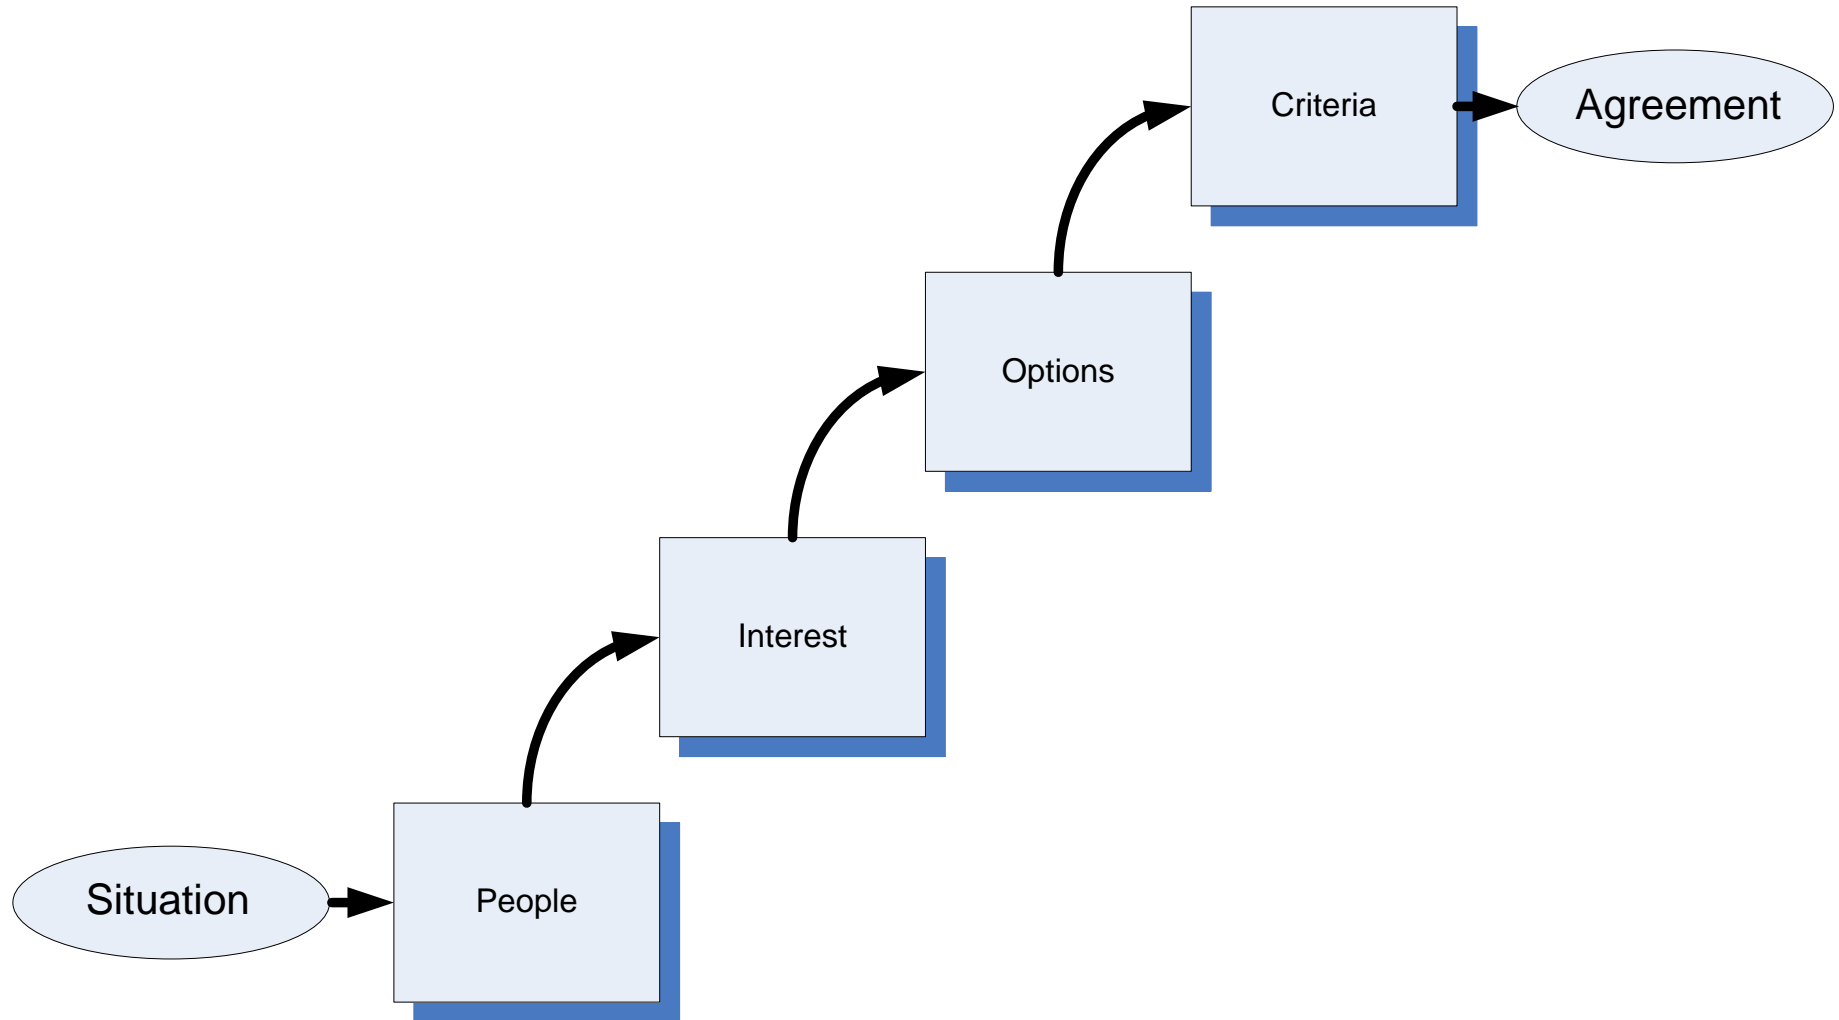 Criteria
Agreement
Options
Interest
People
Situation